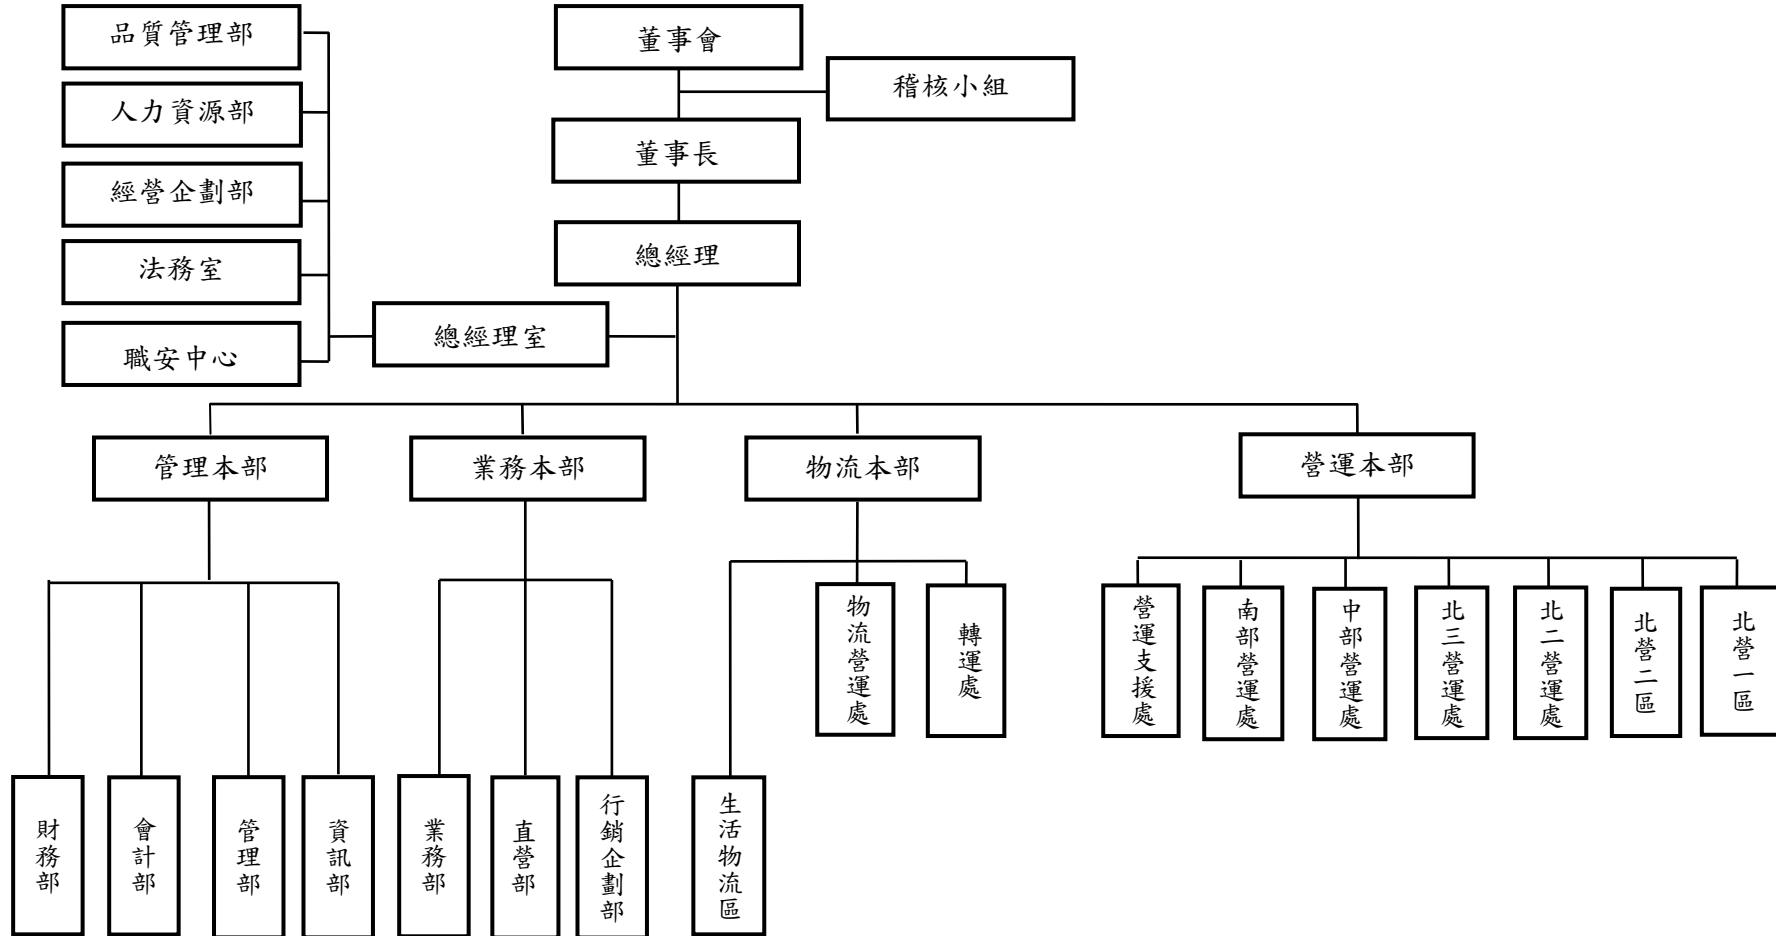 品質管理部
董事會
稽核小組
人力資源部
董事長
經營企劃部
總經理
法務室
總經理室
職安中心
管理本部
業務本部
物流本部
營運本部
物流營運處
轉運處
營運支援處
南部營運處
中部營運處
北三營運處
北二營運處
北營二區
北營一區
財務部
會計部
管理部
資訊部
業務部
直營部
行銷企劃部
生活物流區